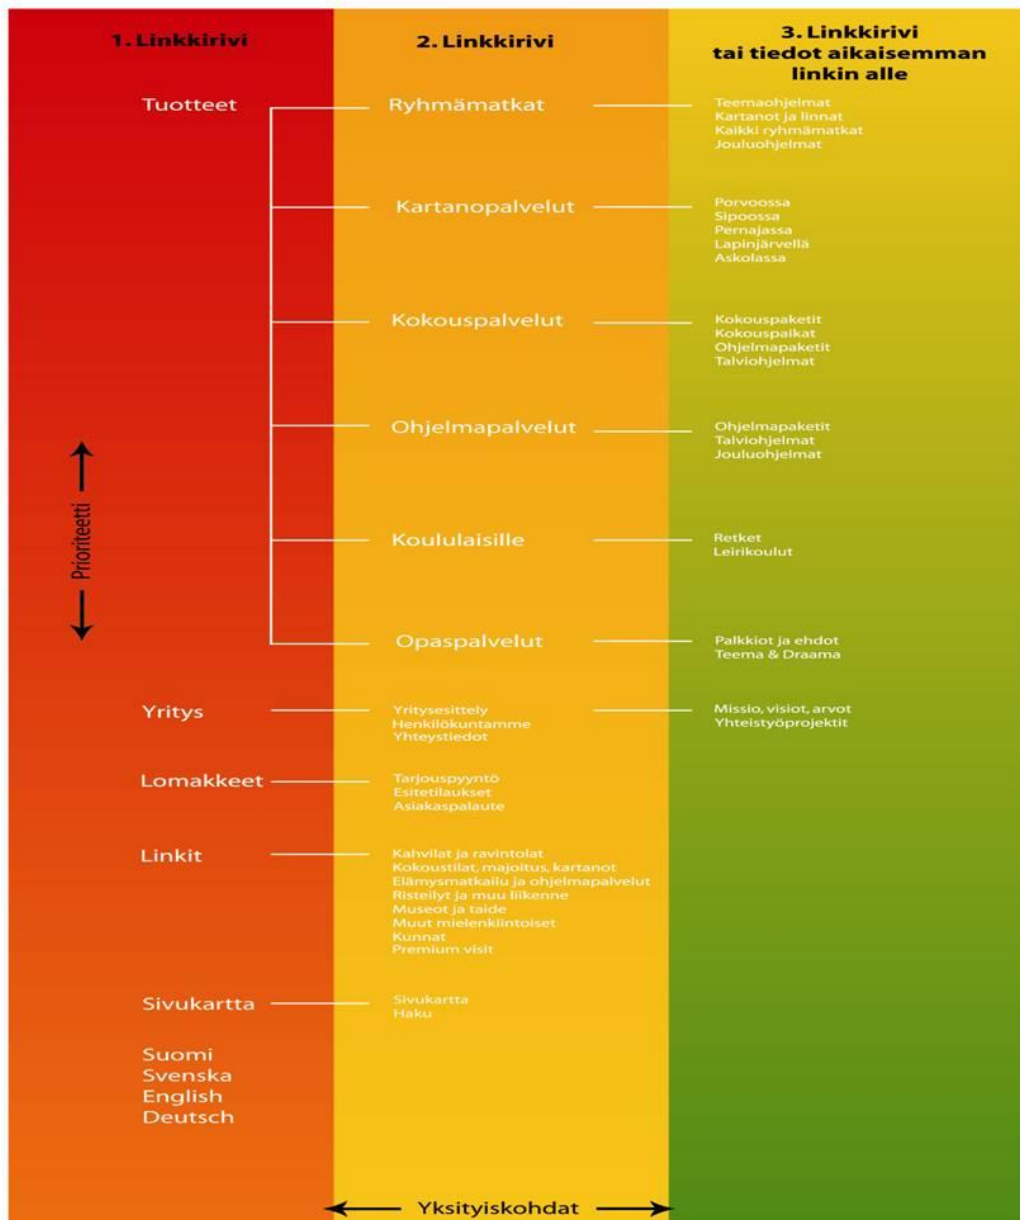 1. Linkkirivi
2. Linkkirivi
3. Linkkirivi
tai tiedot aikaisemman
linkin alle
Tuotteet
Ryhmämatkat
Teemaohjelmat
Kartanot ja linnat
Kaikki ryhmämatkat
Jouluohjelmat
Kartanopalvelut
Porvoossa
Sipoossa
Pernajassa
Lapinjärvellä
Askolassa
Kokouspalvelut
Kokouspaketit
Kokouspaikat
Ohjelmapaketit
Talviohjelmat
Ohjelmapalvelut
Ohjelmapaketit
Talviohjelmat
Jouluohjelmat
Prioriteetti
Koululaisille
Retket
Leirikoulut
Opaspalvelut
Palkkiot ja ehdot
Teema & Draama
Yritys
Yritysesittely
Henkilökuntamme
Yhteystiedot
Missio, visiot, arvot
Yhteistyöprojektit
Lomakkeet
Tarjouspyyntö
Esitetilaukset
Asiakaspalaute
Linkit
Kahvilat ja ravintolat
Kokoustilat, majoitus, kartanot
Elämysmatkailu ja ohjelmapalvelut
Risteilyt ja muu liikenne
Museot ja taide
Muut mielenkiintoiset
Kunnat
Premium visit
Sivukartta
Sivukartta
Haku
Suomi
Svenska
English
Deutsch
Yksityiskohdat